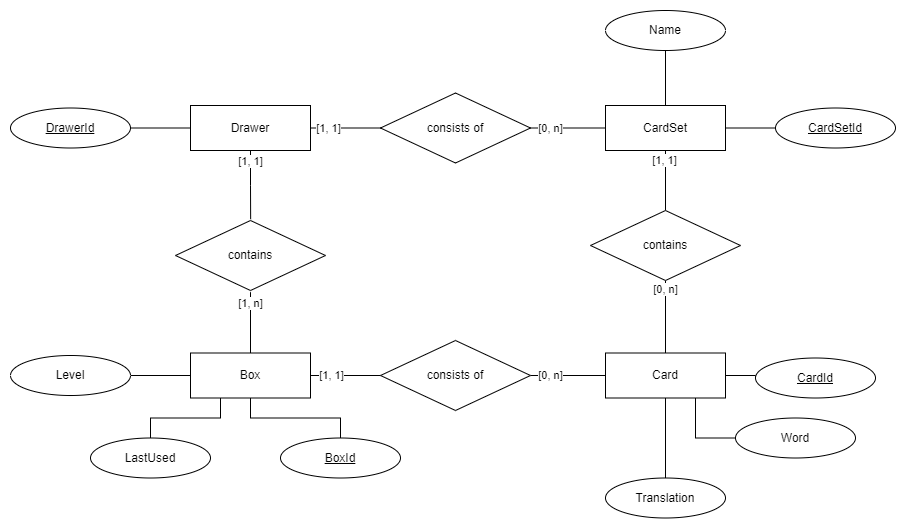 Name
DrawerId
Drawer
[1, 1]
consists of
[0, n]
CardSet
CardSetId
[1, 1]
[1, 1]
contains
contains
[0, n]
[1, n]
Level
Box
[1, 1]
consists of
[0, n]
Card
CardId
Word
LastUsed
BoxId
Translation